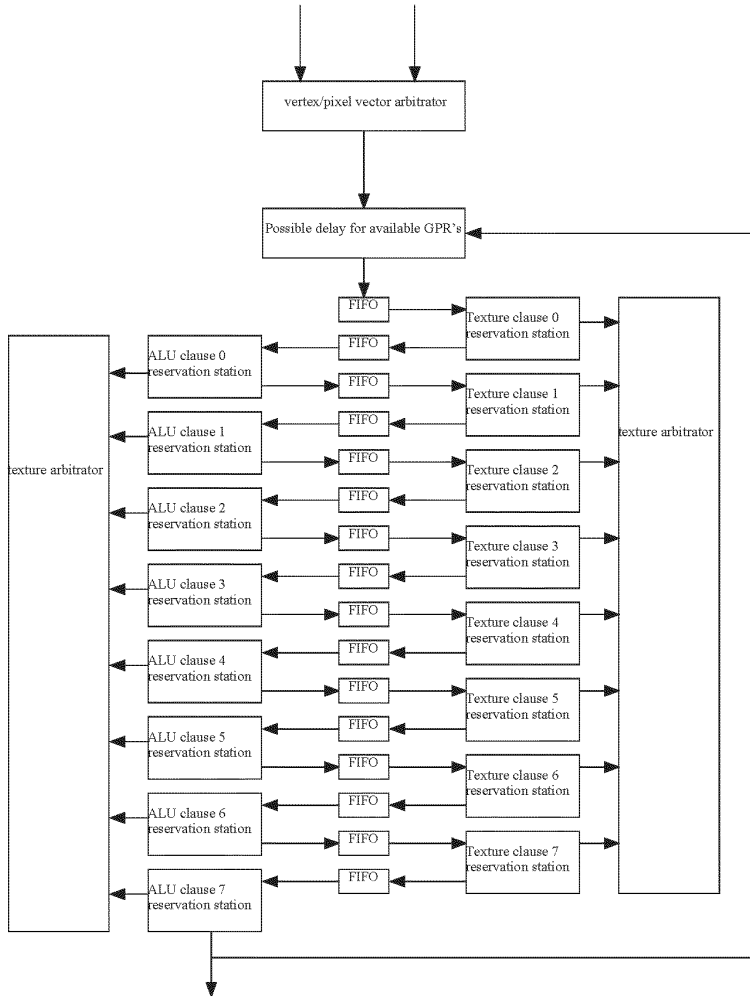 vertex/pixel vector arbitrator
Possible delay for available GPR's
FIFO
Texture clause 0
reservation station
FIFO
ALU clause 0
reservation station
FIFO
Texture clause 1
reservation station
FIFO
ALU clause 1
reservation station
texture arbitrator
texture arbitrator
FIFO
Texture clause 2
reservation station
FIFO
ALU clause 2
reservation station
FIFO
Texture clause 3
reservation station
FIFO
ALU clause 3
reservation station
FIFO
Texture clause 4
reservation station
FIFO
ALU clause 4
reservation station
FIFO
Texture clause 5
reservation station
FIFO
ALU clause 5
reservation station
FIFO
Texture clause 6
reservation station
FIFO
ALU clause 6
reservation station
FIFO
Texture clause 7
reservation station
FIFO
ALU clause 7
reservation station